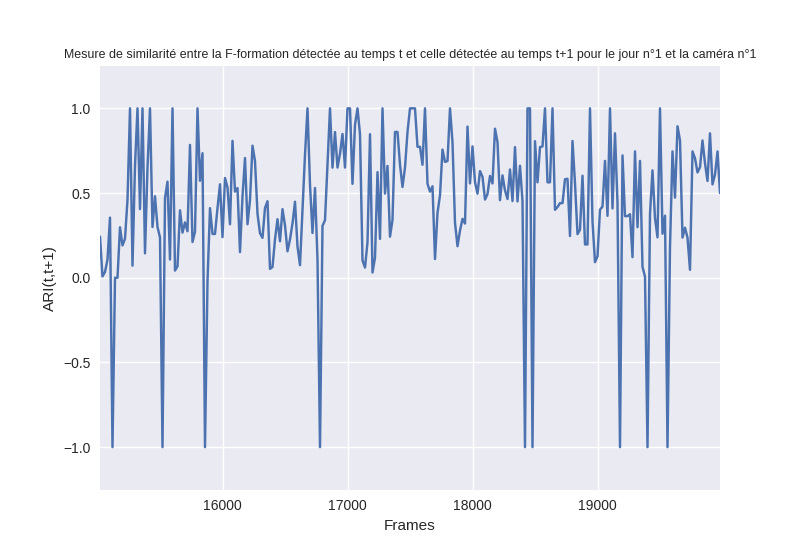 Mesure de similarité entre la F-formation détectée au temps t et celle détectée au temps t+1 pour le jour n°1 et la caméra n°1
1.0
0.5
0.0
−0.5
−1.0
ARI(t,t+1)
16000 17000 18000 19000
Frames